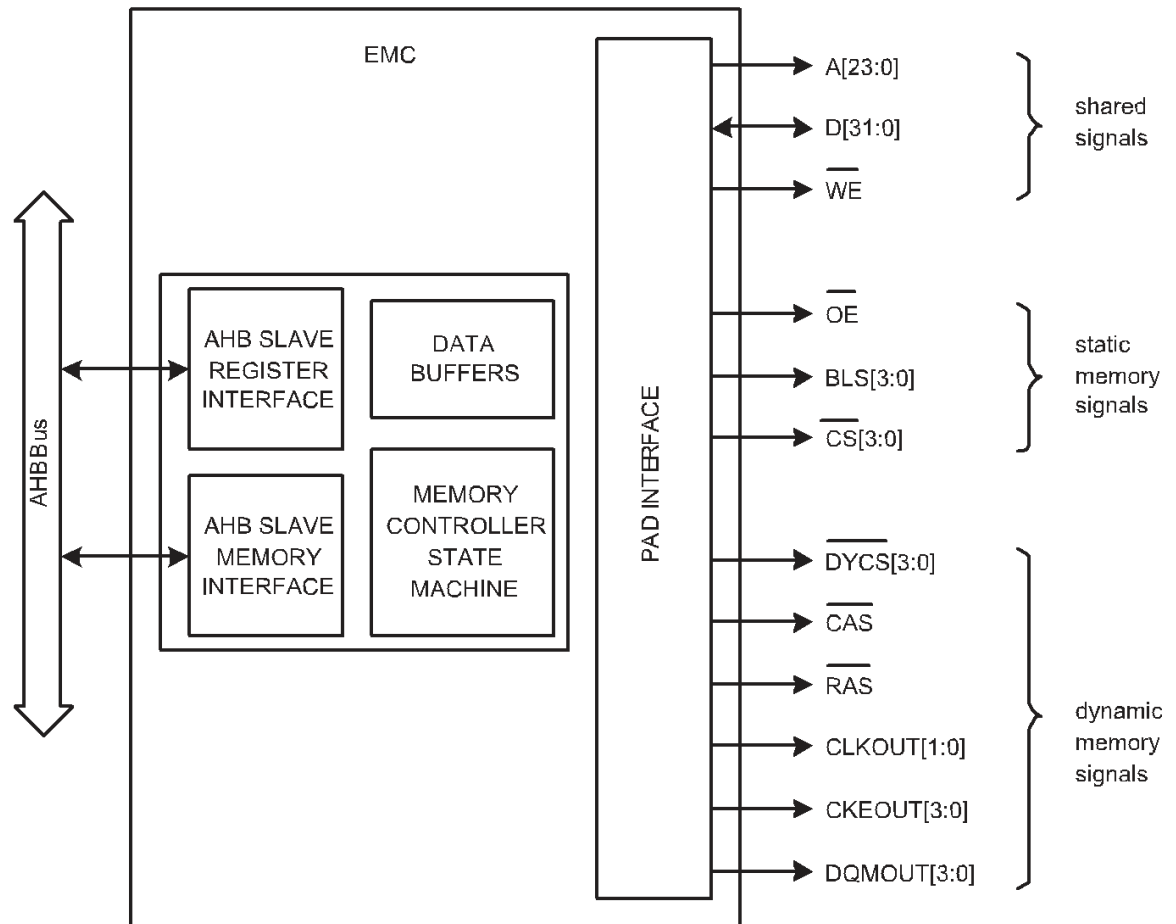 EMC
A[23:0]
D[31:0]
WE
shared
signals
OE
BLS[3:0]
CS[3:0]
static
memory
signals
AHB SLAVE
REGISTER
INTERFACE
DATA
BUFFERS
AHB SLAVE
MEMORY
INTERFACE
MEMORY
CONTROLLER
STATE
MACHINE
AHB Bus
PAD INTERFACE
DYCS[3:0]
CAS
RAS
CLKOUT[1:0]
CKEOUT[3:0]
DQMOUT[3:0]
dynamic
memory
signals